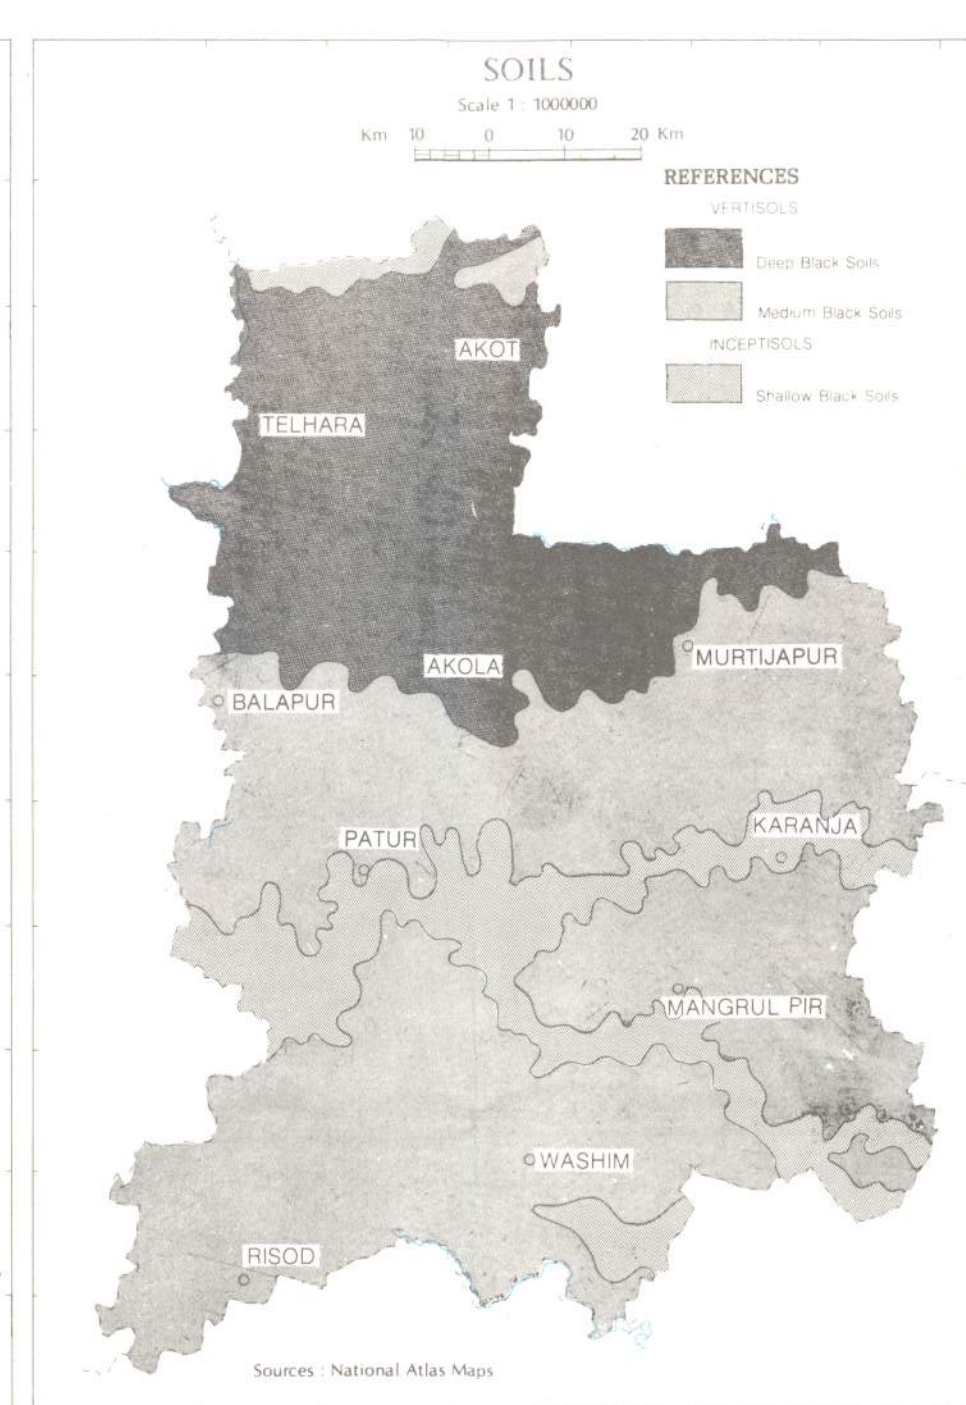 SOILS
Scale 1 : 1000000
Km 10 0 10 20 Km
REFERENCES
VERTISOLS
Deep Black Soils
Medium Black Soils
INCEPTISOLS
Shallow Black Soils
AKOT
TELHARA
AKOLA
MURTIJAPUR
BALAPUR
KARANJA
PATUR
MANGRUL PIR
WASHIM
RISOD
Sources : National Atlas Maps